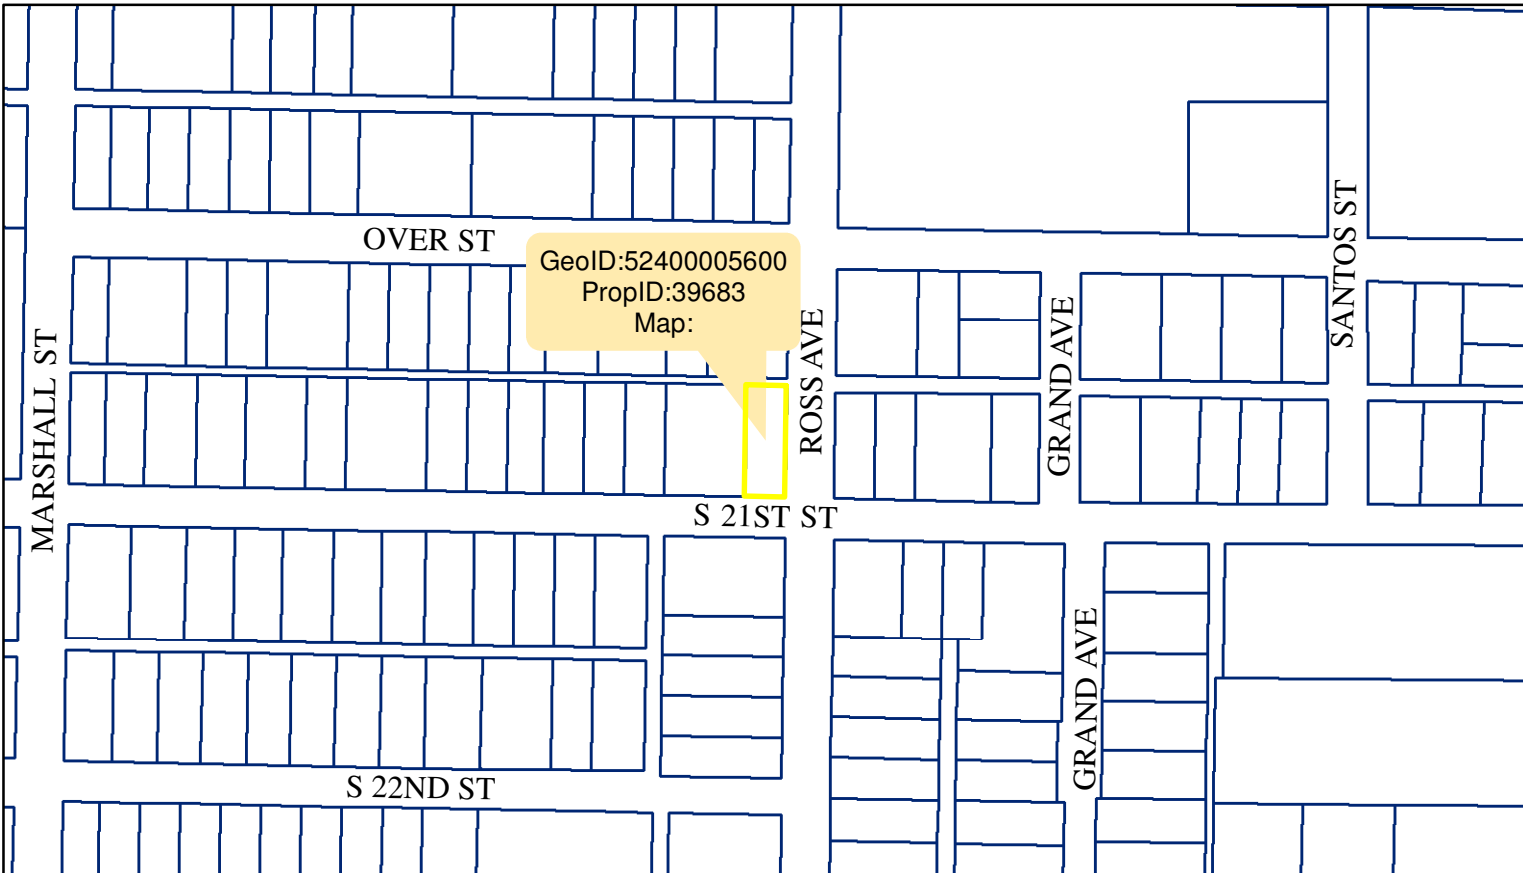 OVER ST
GeoID:52400005600
PropID:39683
Map:
SANTOS ST
ROSS AVE
GRAND AVE
MARSHALL ST
S 21ST ST
GRAND AVE
S 22ND ST